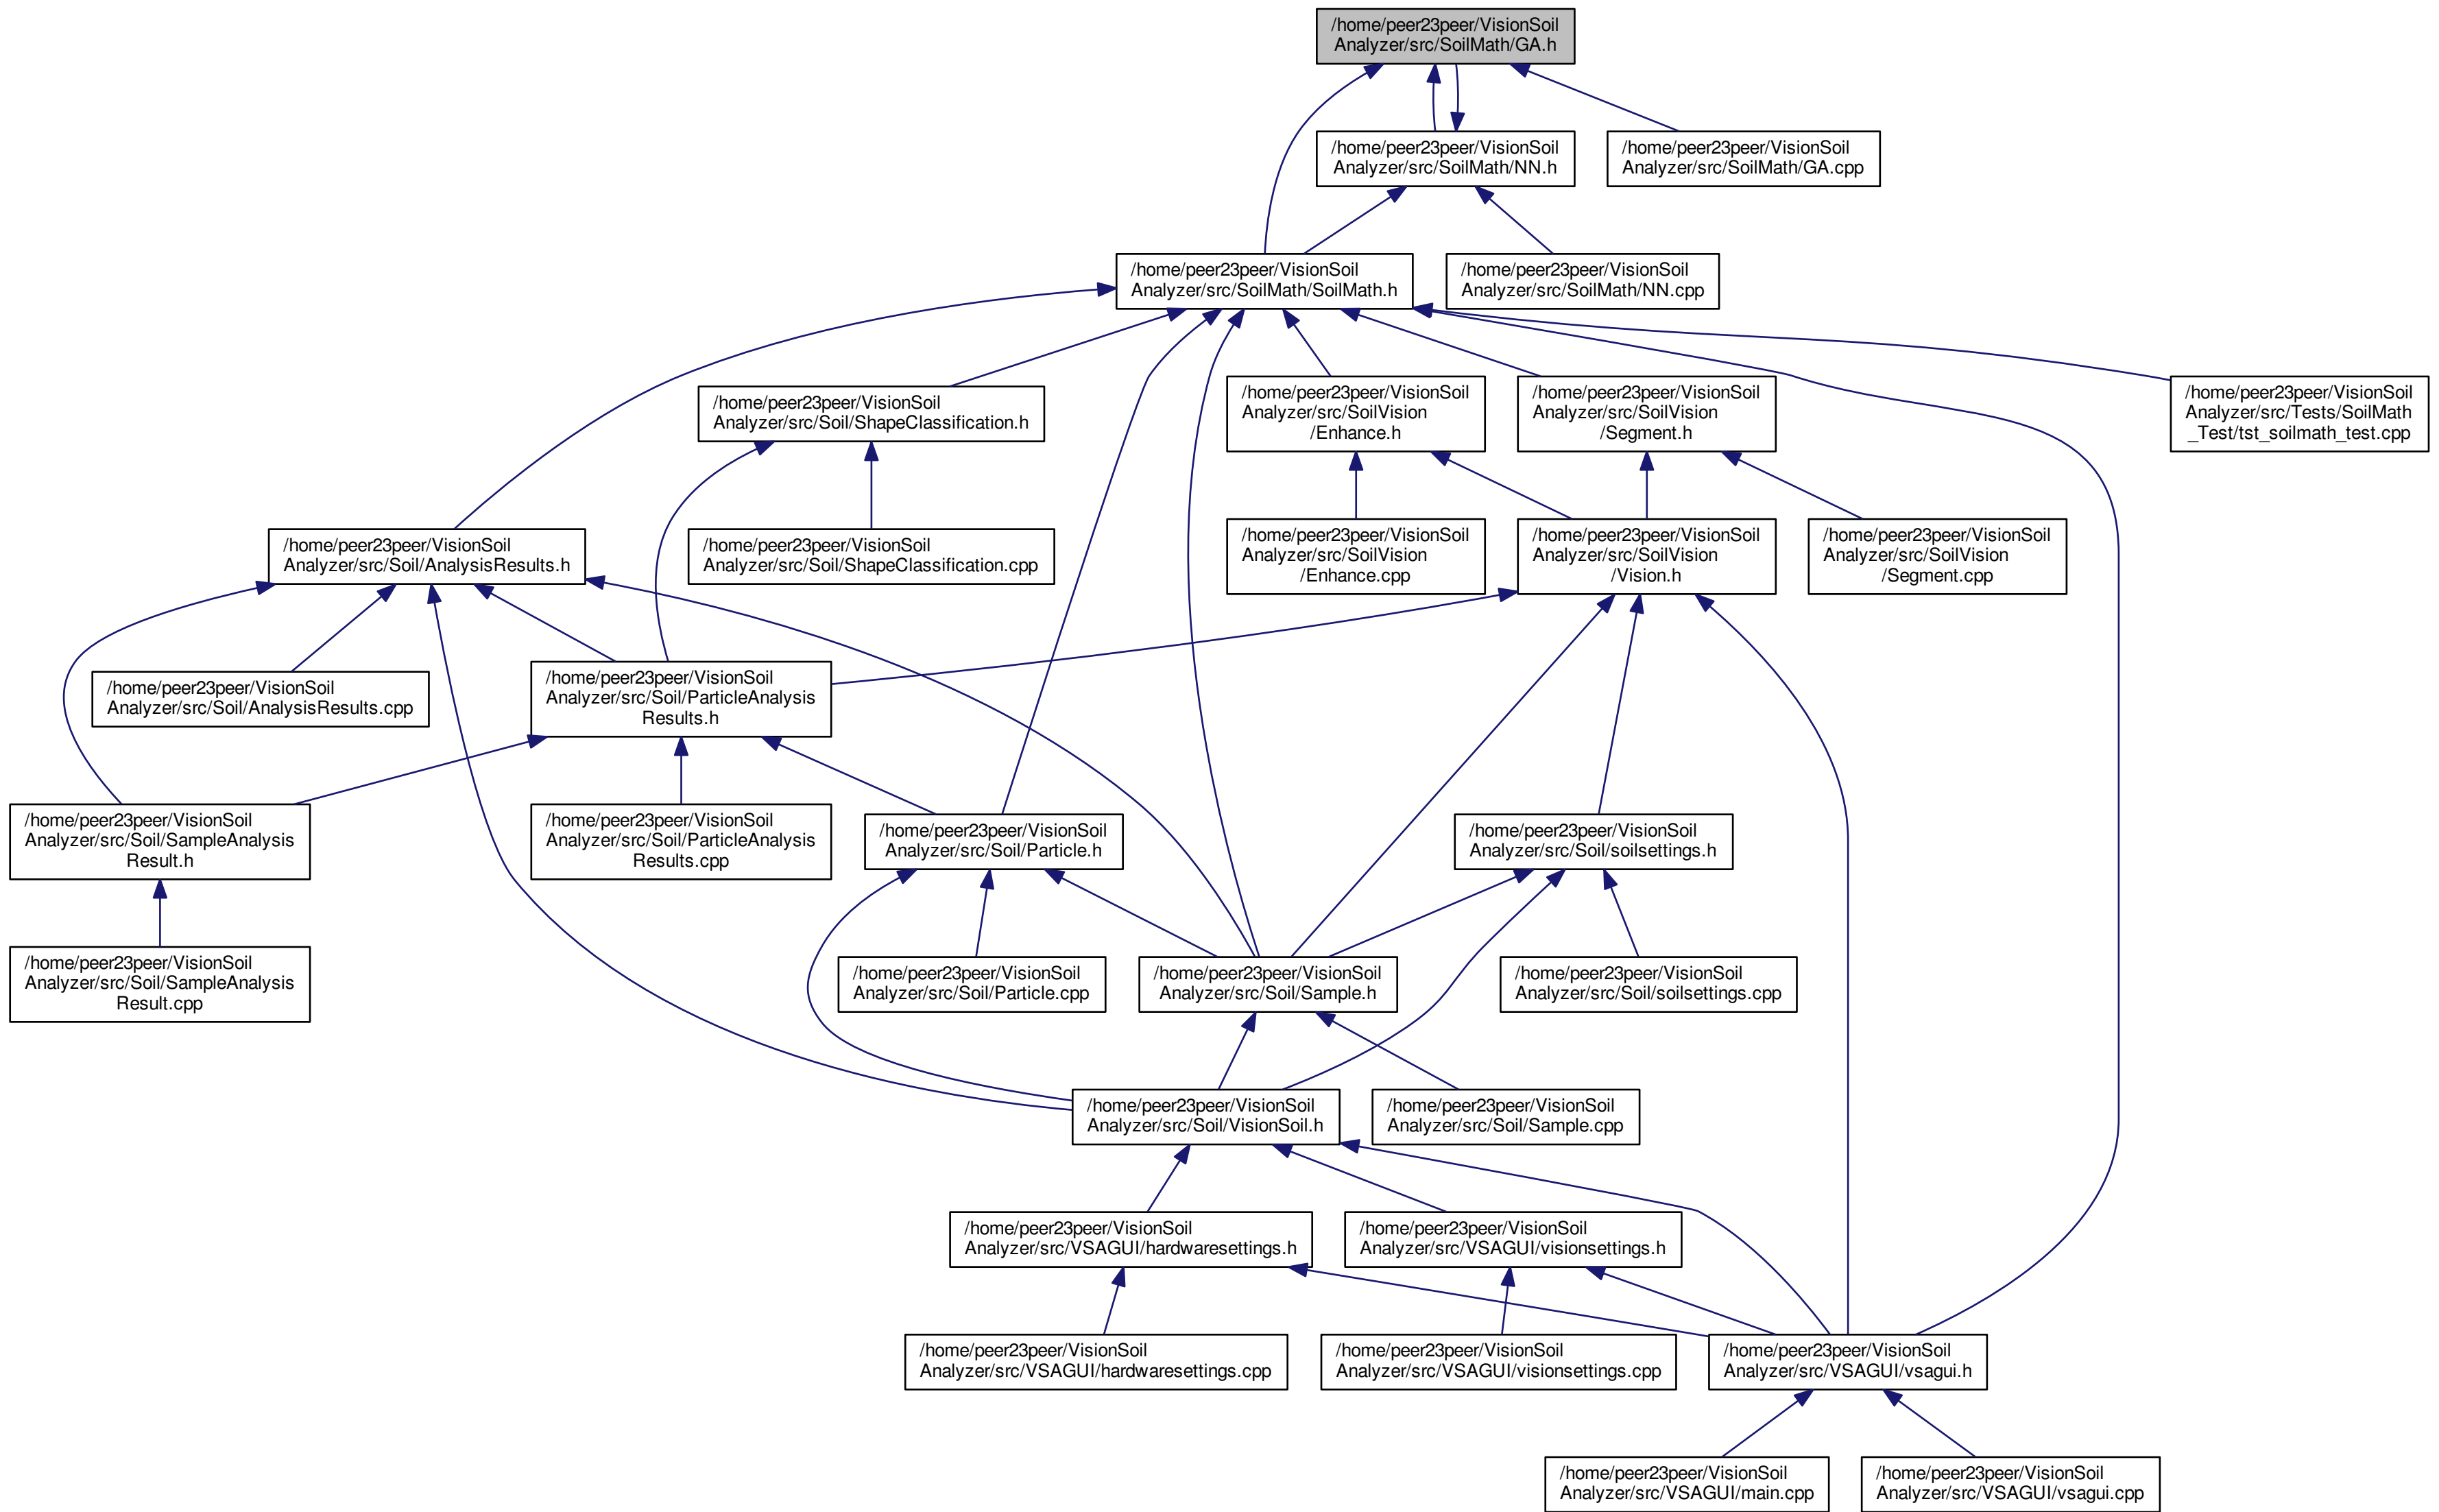 /home/peer23peer/VisionSoil
Analyzer/src/SoilMath/GA.h
/home/peer23peer/VisionSoil
Analyzer/src/SoilMath/NN.h
/home/peer23peer/VisionSoil
Analyzer/src/SoilMath/GA.cpp
/home/peer23peer/VisionSoil
Analyzer/src/SoilMath/SoilMath.h
/home/peer23peer/VisionSoil
Analyzer/src/SoilMath/NN.cpp
/home/peer23peer/VisionSoil
Analyzer/src/Soil/ShapeClassification.h
/home/peer23peer/VisionSoil
Analyzer/src/SoilVision
/Enhance.h
/home/peer23peer/VisionSoil
Analyzer/src/SoilVision
/Segment.h
/home/peer23peer/VisionSoil
Analyzer/src/Tests/SoilMath
_Test/tst_soilmath_test.cpp
/home/peer23peer/VisionSoil
Analyzer/src/Soil/AnalysisResults.h
/home/peer23peer/VisionSoil
Analyzer/src/Soil/ShapeClassification.cpp
/home/peer23peer/VisionSoil
Analyzer/src/SoilVision
/Enhance.cpp
/home/peer23peer/VisionSoil
Analyzer/src/SoilVision
/Vision.h
/home/peer23peer/VisionSoil
Analyzer/src/SoilVision
/Segment.cpp
/home/peer23peer/VisionSoil
Analyzer/src/Soil/AnalysisResults.cpp
/home/peer23peer/VisionSoil
Analyzer/src/Soil/ParticleAnalysis
Results.h
/home/peer23peer/VisionSoil
Analyzer/src/Soil/SampleAnalysis
Result.h
/home/peer23peer/VisionSoil
Analyzer/src/Soil/ParticleAnalysis
Results.cpp
/home/peer23peer/VisionSoil
Analyzer/src/Soil/Particle.h
/home/peer23peer/VisionSoil
Analyzer/src/Soil/soilsettings.h
/home/peer23peer/VisionSoil
Analyzer/src/Soil/SampleAnalysis
Result.cpp
/home/peer23peer/VisionSoil
Analyzer/src/Soil/Particle.cpp
/home/peer23peer/VisionSoil
Analyzer/src/Soil/Sample.h
/home/peer23peer/VisionSoil
Analyzer/src/Soil/soilsettings.cpp
/home/peer23peer/VisionSoil
Analyzer/src/Soil/VisionSoil.h
/home/peer23peer/VisionSoil
Analyzer/src/Soil/Sample.cpp
/home/peer23peer/VisionSoil
Analyzer/src/VSAGUI/hardwaresettings.h
/home/peer23peer/VisionSoil
Analyzer/src/VSAGUI/visionsettings.h
/home/peer23peer/VisionSoil
Analyzer/src/VSAGUI/hardwaresettings.cpp
/home/peer23peer/VisionSoil
Analyzer/src/VSAGUI/visionsettings.cpp
/home/peer23peer/VisionSoil
Analyzer/src/VSAGUI/vsagui.h
/home/peer23peer/VisionSoil
Analyzer/src/VSAGUI/main.cpp
/home/peer23peer/VisionSoil
Analyzer/src/VSAGUI/vsagui.cpp